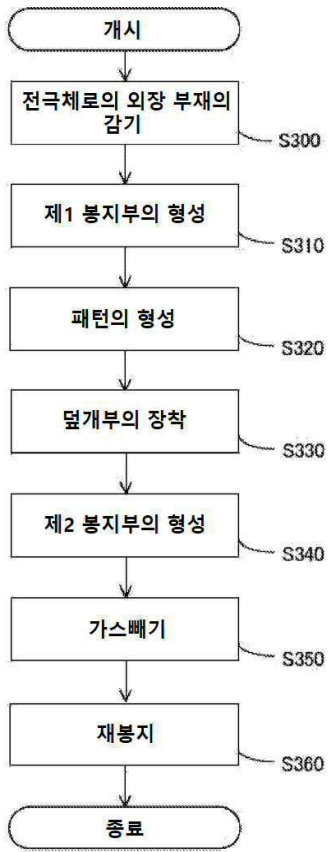 개시
전극체로의 외장 부재의
감기
S300
제1 봉지부의 형성
S310
패턴의 형성
S320
덮개부의 장착
S330
제2 봉지부의 형성
S340
가스빼기
S350
재봉지
S360
종료